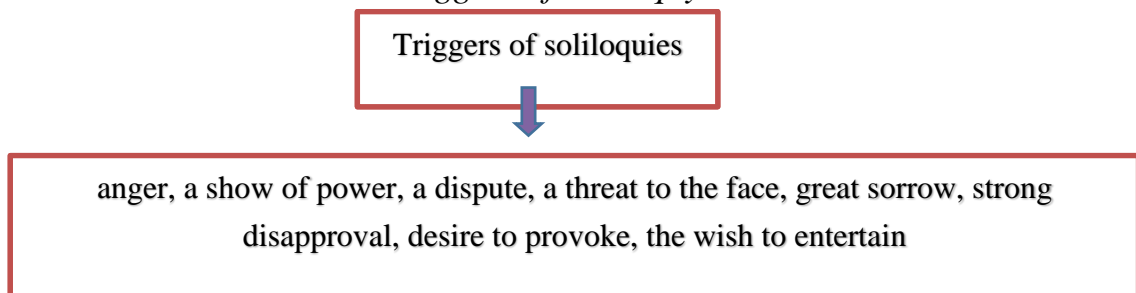 Triggers of soliloquies
anger, a show of power, a dispute, a threat to the face, great sorrow, strong
disapproval, desire to provoke, the wish to entertain